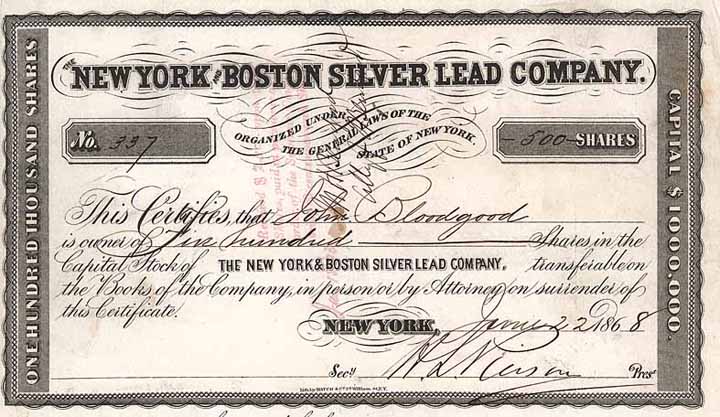 THE NEW YORK AND BOSTON SILVER LEAD COMPANY.
ORGANIZED UNDER THE GENERAL LAWS OF THE STATE OF NEW YORK.
No. 337
500 SHARES
ONE HUNDRED THOUSAND SHARES
CAPITAL $1000,000.
This Certifies, that John Bloodgood
is owner of Five hundred Shares in the
Capital Stock of THE NEW YORK & BOSTON SILVER LEAD COMPANY. transferable on
the Books of the Company, in person or by Attorney on surrender of
this Certificate.
NEW YORK, June 22 1868
Secy Prest